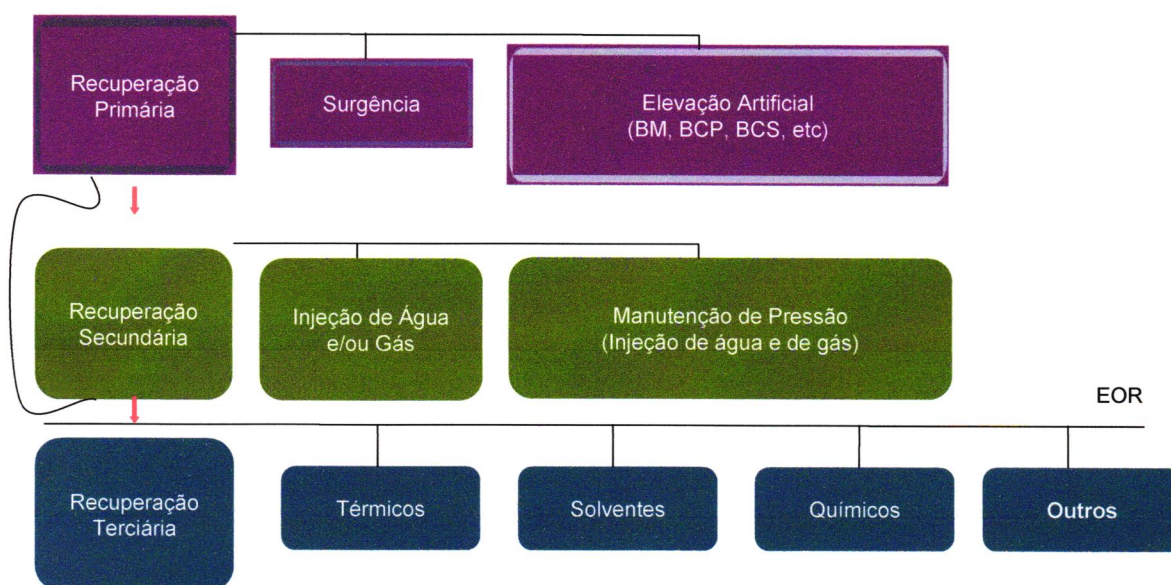 Recuperação
Primária
Surgência
Elevação Artificial
(BM, BCP, BCS, etc)
Recuperação
Secundária
Injeção de Água
e/ou Gás
Manutenção de Pressão
(Injeção de água e de gás)
EOR
Recuperação
Terciária
Térmicos
Solventes
Químicos
Outros